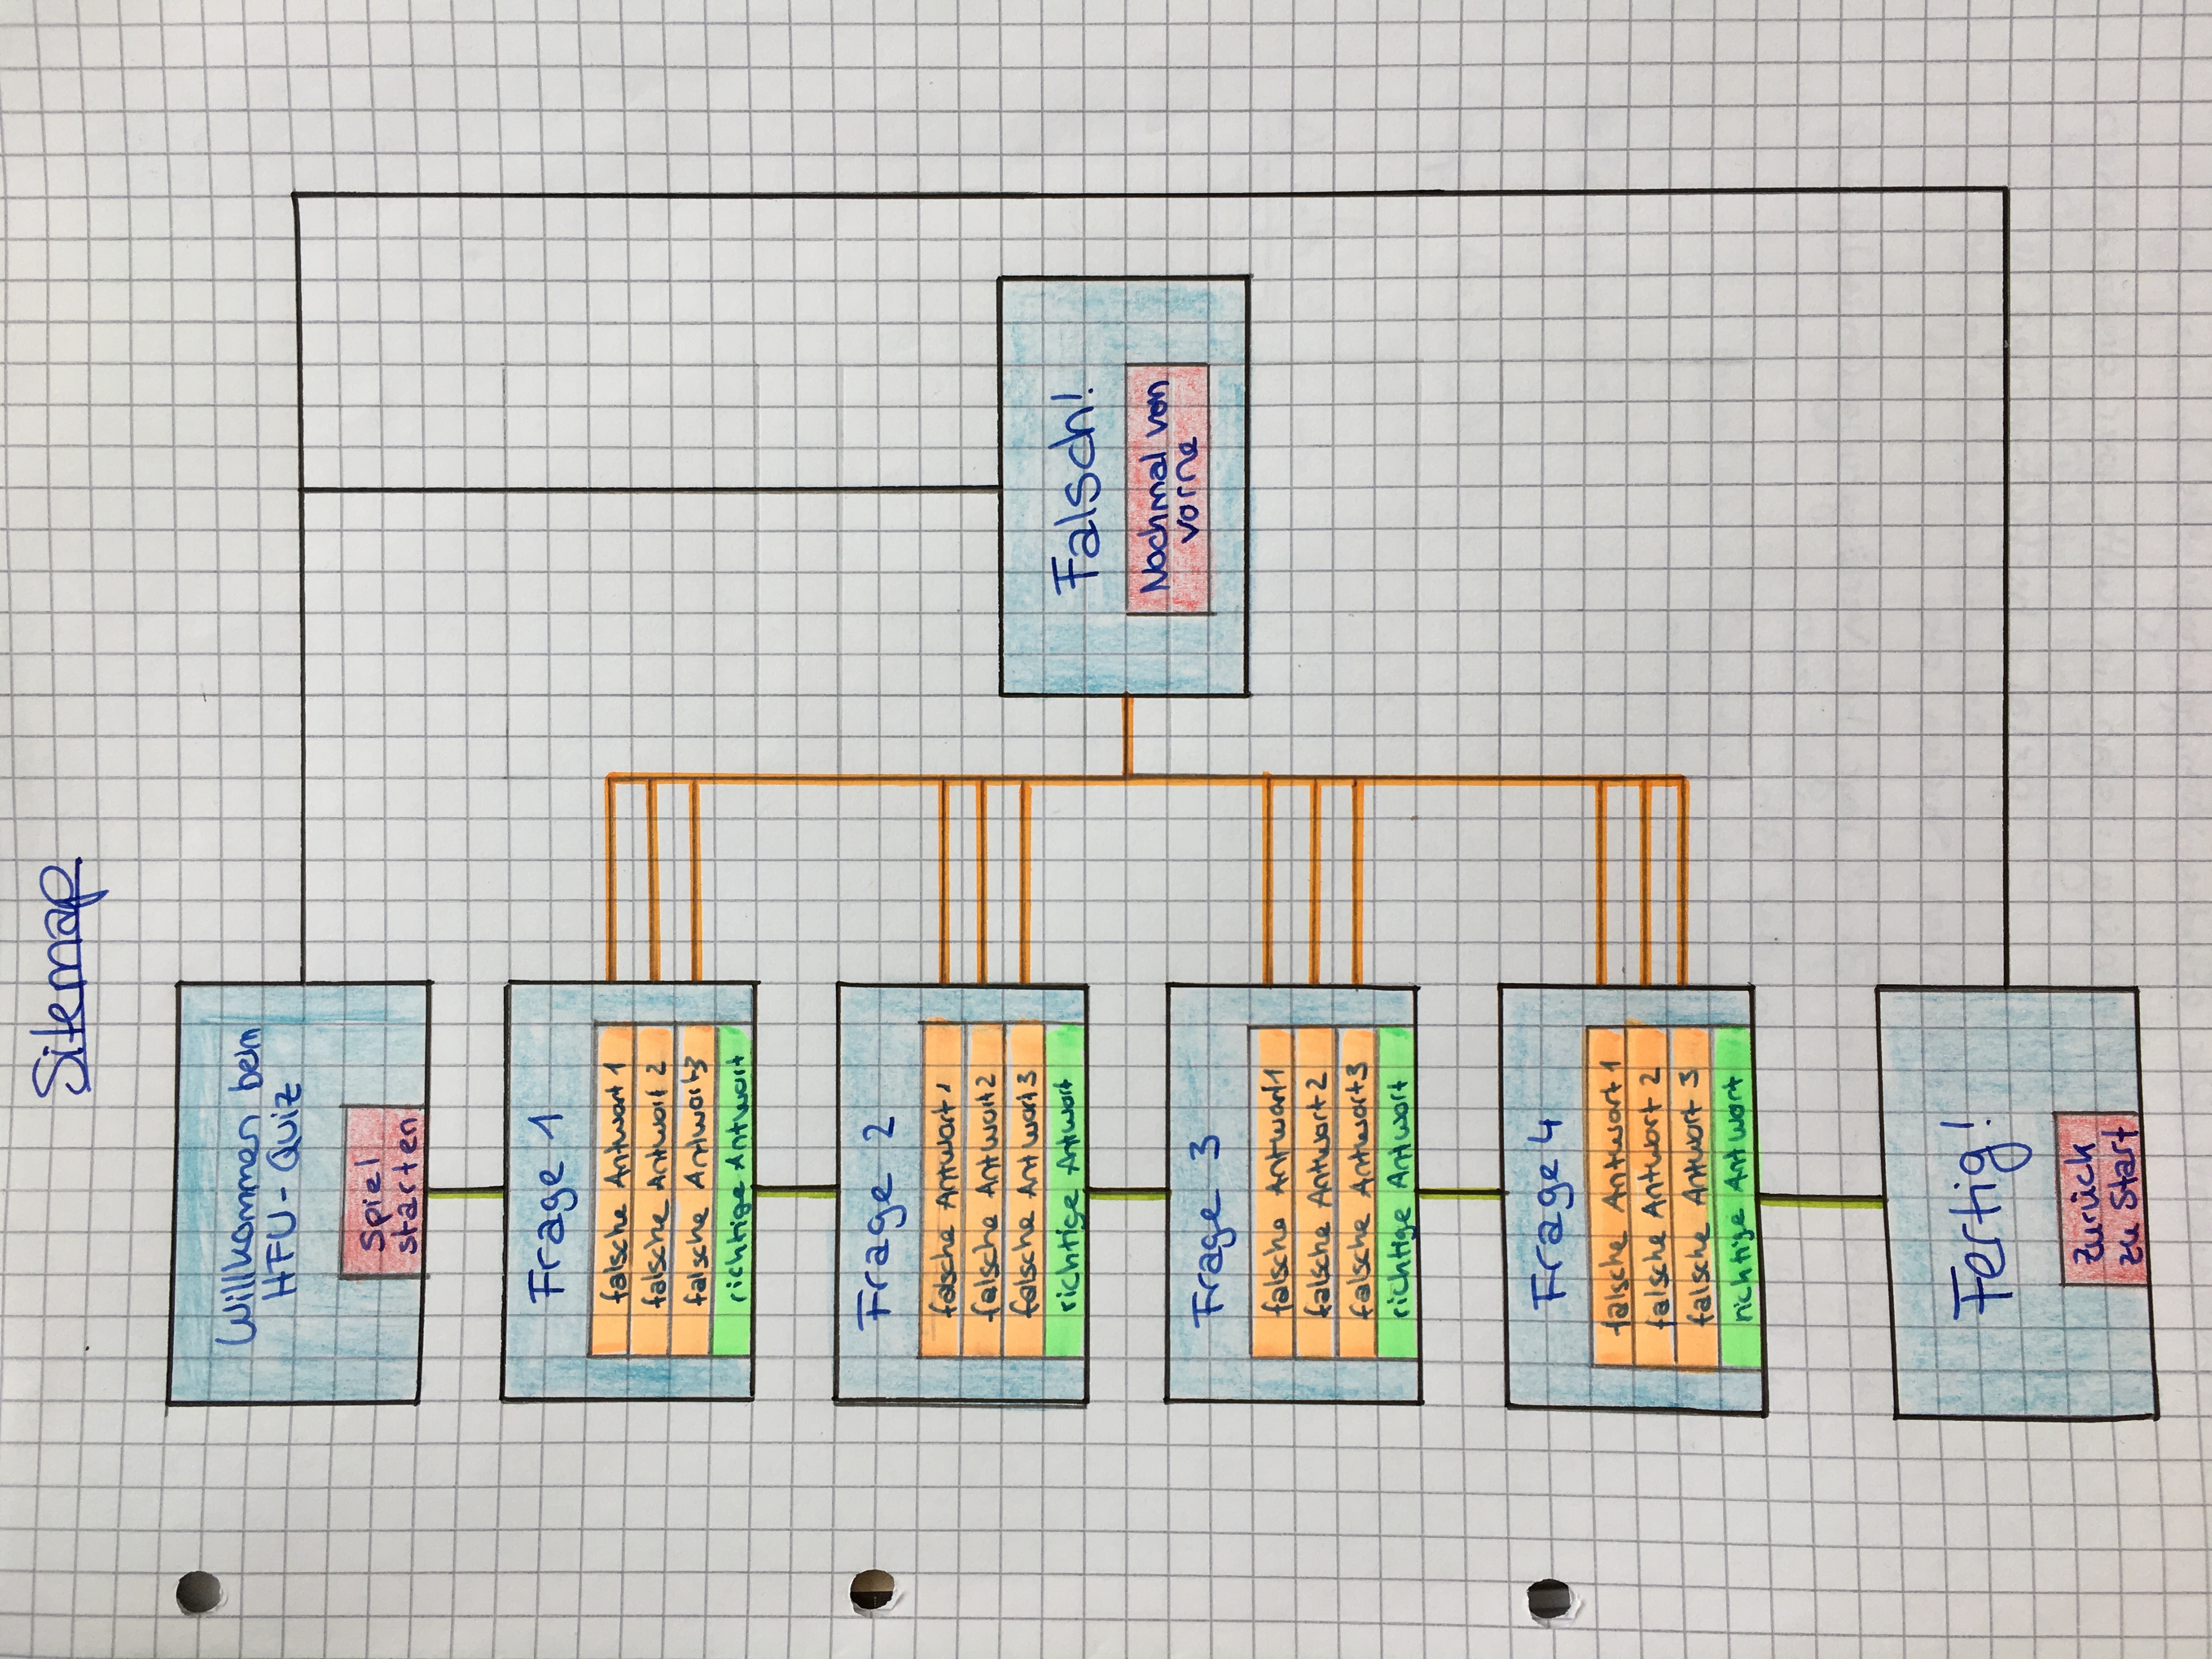 Sitemap
Willkommen beim
HFU - Quiz
Spiel
starten
Frage 1
falsche Antwort 1
falsche Antwort 2
falsche Antwort 3
richtige Antwort
Frage 2
falsche Antwort 1
falsche Antwort 2
falsche Antwort 3
richtige Antwort
Falsch!
Nochmal von
vorne
Frage 3
falsche Antwort 1
falsche Antwort 2
falsche Antwort 3
richtige Antwort
Frage 4
falsche Antwort 1
falsche Antwort 2
falsche Antwort 3
richtige Antwort
Fertig!
Zurück
zu Start